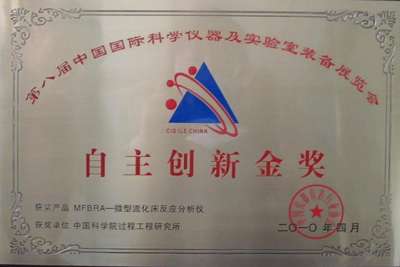 第八届中国国际科学仪器及实验室装备展览会
CISILE CHINA
自主创新金奖
获奖产品 MFBRA—微型流化床反应分析仪
获奖单位 中国科学院过程工程研究所
二〇一〇年四月